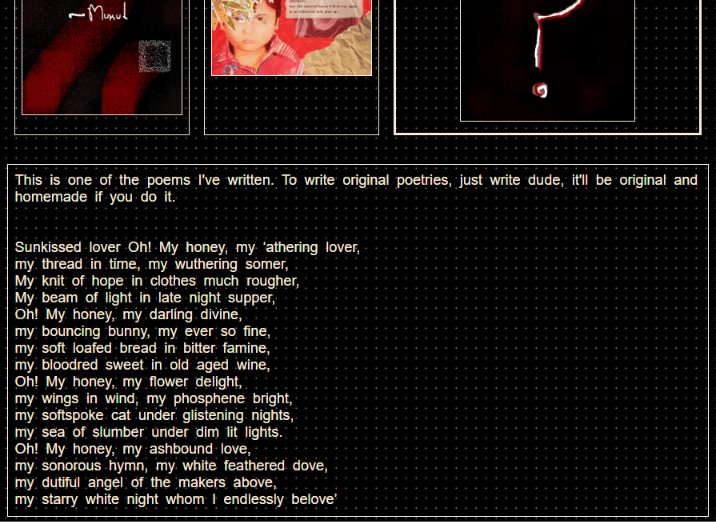 ~Munul
This is one of the poems I've written. To write original poetries, just write dude, it'll be original and
homemade if you do it.
Sunkissed lover Oh! My honey, my 'athering lover,
my thread in time, my wuthering somer,
My knit of hope in clothes much rougher,
My beam of light in late night supper,
Oh! My honey, my darling divine,
my bouncing bunny, my ever so fine,
my soft loafed bread in bitter famine,
my bloodred sweet in old aged wine,
Oh! My honey, my flower delight,
my wings in wind, my phosphene bright,
my softspoke cat under glistening nights,
my sea of slumber under dim lit lights.
Oh! My honey, my ashbound love,
my sonorous hymn, my white feathered dove,
my dutiful angel of the makers above,
my starry white night whom I endlessly belove'